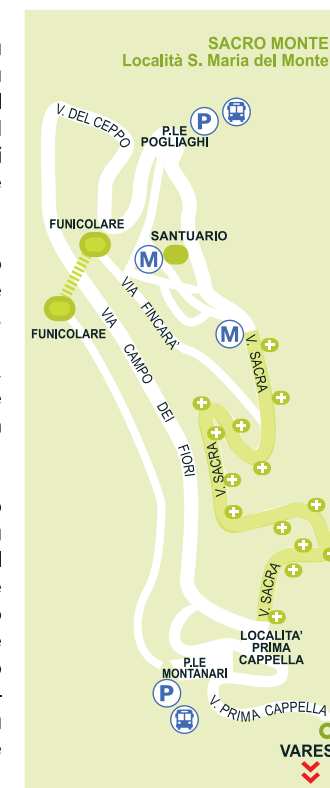 SACRO MONTE
Località S. Maria del Monte
V. DEL CEPPO
P.LE
POGLIAGHI
P
FUNICOLARE
SANTUARIO
M
VIA FINCARA'
FUNICOLARE
M
VIA CAMPO DEI FIORI
V. SACRA
V. SACRA
V. SACRA
LOCALITA'
PRIMA
CAPPELLA
P.LE
MONTANARI
P
V. PRIMA CAPPELLA
VARES